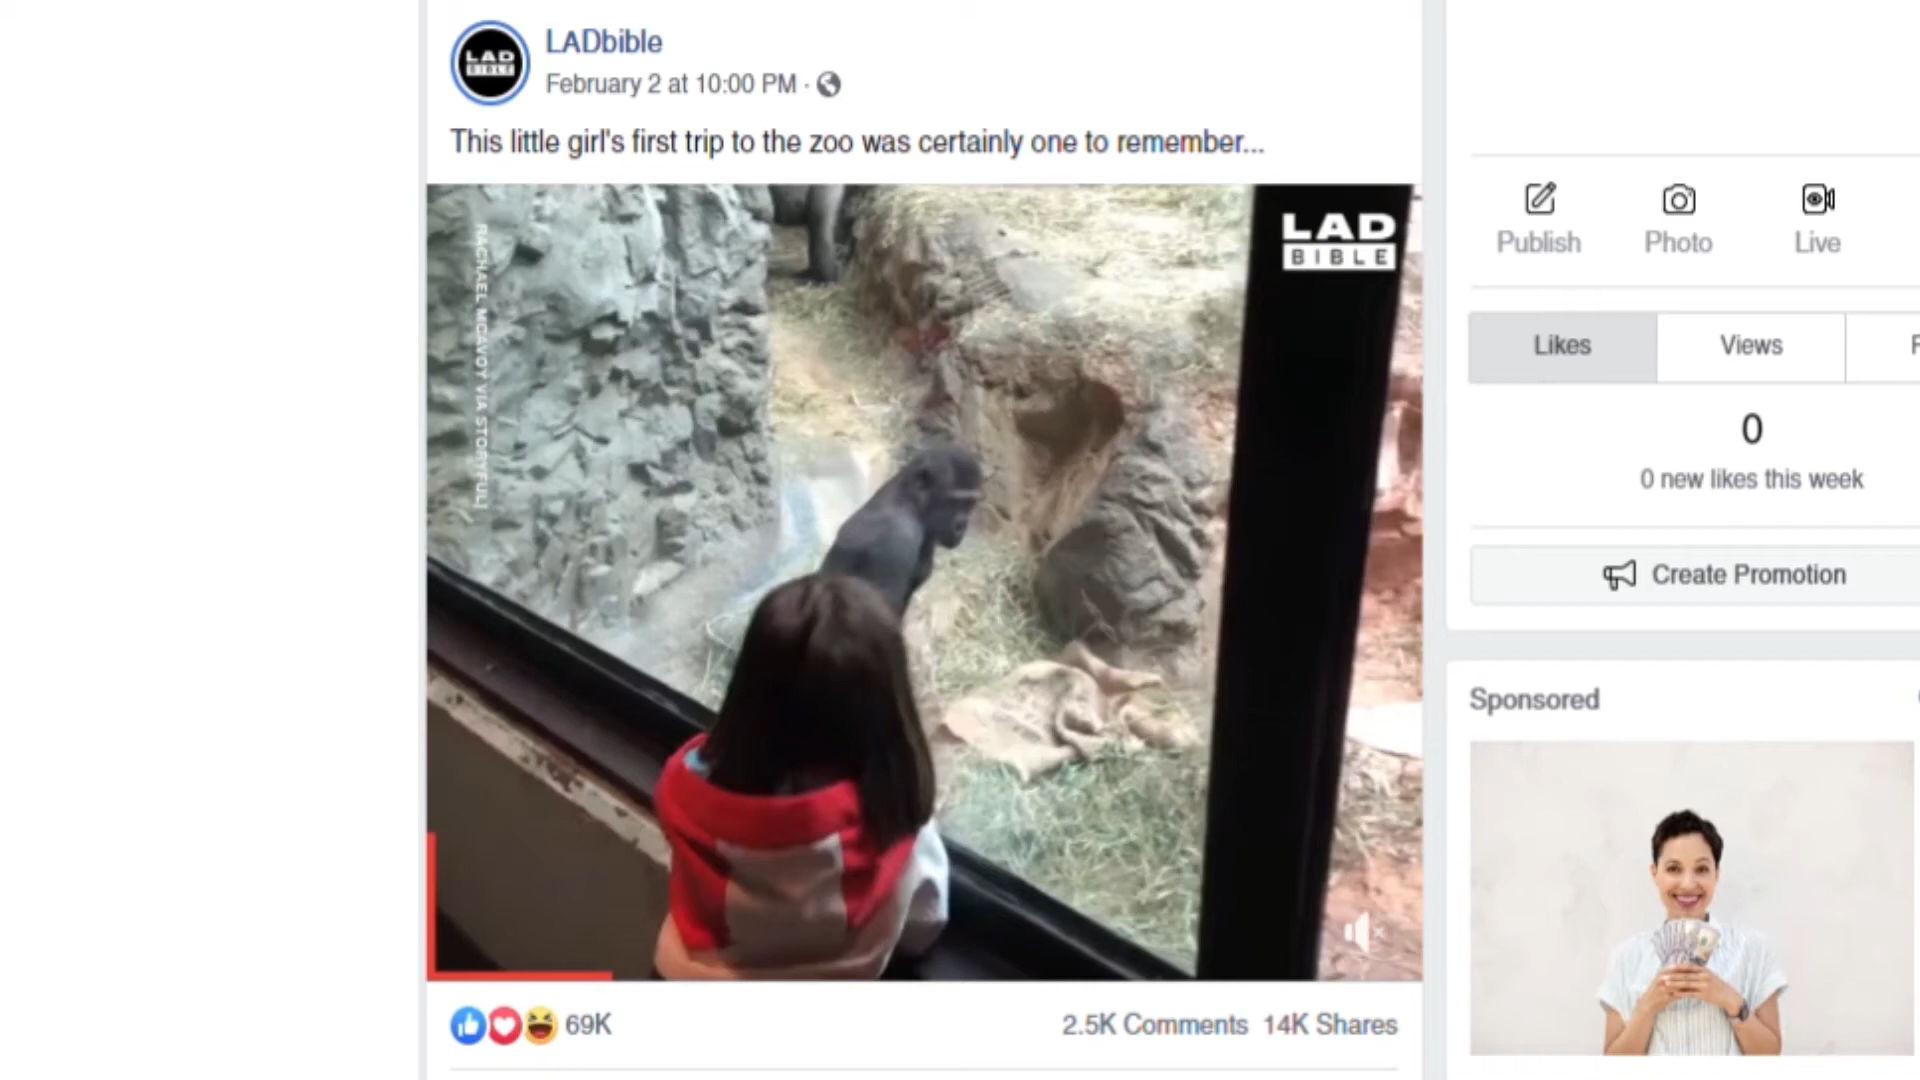 LAD
BIBLE
LADbible
February 2 at 10:00 PM ·
This little girl's first trip to the zoo was certainly one to remember...
RACHAEL MCAVOY VIA STORYFUL
LAD
BIBLE
69K
2.5K Comments 14K Shares
Publish
Photo
Live
Likes
Views
0
0 new likes this week
Create Promotion
Sponsored